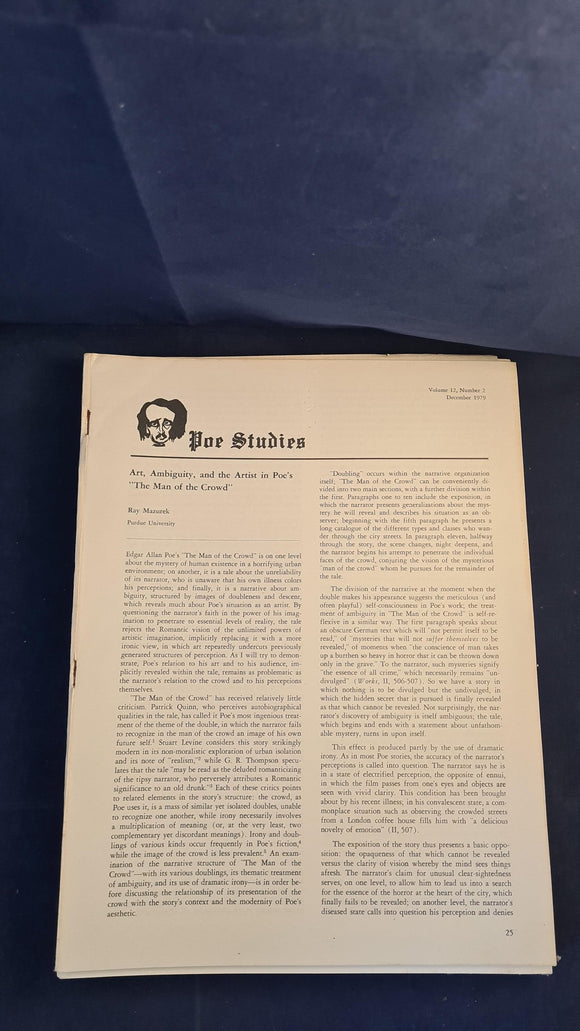 Volume 12, Number 2
December 1979
Poe Studies
Art, Ambiguity, and the Artist in Poe's
"The Man of the Crowd"
Ray Mazurek
Purdue University
Edgar Allan Poe's "The Man of the Crowd" is on one level
about the mystery of human existence in a horrifying urban
environment; on another, it is a tale about the unreliability
of its narrator, who is unaware that his own illness colors
his perceptions; and finally, it is a narrative about am-
biguity, structured by images of doubleness and descent,
which reveals much about Poe's situation as an artist. By
questioning the narrator's faith in the power of his imag-
ination to penetrate to essential levels of reality, the tale
rejects the Romantic vision of the unlimited powers of
artistic imagination, implicitly replacing it with a more
ironic view, in which art repeatedly undercuts previously
generated structures of perception. As I will try to demon-
strate, Poe's relation to his art and to his audience, im-
plicitly revealed within the tale, remains as problematic as
the narrator's relation to the crowd and to his perceptions
themselves.
"The Man of the Crowd" has received relatively little
criticism. Patrick Quinn, who perceives autobiographical
qualities in the tale, has called it Poe's most ingenious treat-
ment of the theme of the double, in which the narrator fails
to recognize in the man of the crowd an image of his own
future self.¹ Stuart Levine considers this story strikingly
modern in its non-moralistic exploration of urban isolation
and its note of "realism,"² while G. R. Thompson specu-
lates that the tale "may be read as the deluded romanticizing
of the tipsy narrator, who perversely attributes a Romantic
significance to an old drunk."³ Each of these critics points
to related elements in the story's structure: the crowd, as
Poe uses it, is a mass of similar yet isolated doubles, unable
to recognize one another, while irony necessarily involves
a multiplication of meaning (or, at the very least, two
complementary yet discordant meanings). Irony and doub-
lings of various kinds occur frequently in Poe's fiction,⁴
while the image of the crowd is less prevalent.⁵ An exam-
ination of the narrative structure of "The Man of the
Crowd"—with its various doublings, its thematic treatment
of ambiguity, and its use of dramatic irony—is in order be-
fore discussing the relationship of its presentation of the
crowd with the story's context and the modernity of Poe's
aesthetic.
"Doubling" occurs within the narrative organization
itself; "The Man of the Crowd" can be conveniently di-
vided into two main sections, with a further division within
the first. Paragraphs one to ten include the exposition, in
which the narrator presents generalizations about the mys-
tery he will reveal and describes his situation as an ob-
server; beginning with the fifth paragraph he presents a
long catalogue of the different types and classes who wan-
der through the city streets. In paragraph eleven, halfway
through the story, the scene changes, night deepens, and
the narrator begins his attempt to penetrate the individual
faces of the crowd, conjuring the vision of the mysterious
"man of the crowd" whom he pursues for the remainder of
the tale.
The division of the narrative at the moment when the
double makes his appearance suggests the meticulous (and
often playful) self-consciousness in Poe's work; the treat-
ment of ambiguity in "The Man of the Crowd" is self-re-
flexive in a similar way. The first paragraph speaks about
an obscure German text which will "not permit itself to be
read," of "mysteries that will not suffer themselves to be
revealed," of moments when "the conscience of man takes
up a burthen so heavy in horror that it can be thrown down
only in the grave." To the narrator, such mysteries signify
"the essence of all crime," which necessarily remains "un-
divulged" (Works, II, 506-507). So we have a story in
which nothing is to be divulged but the undivulged, in
which the hidden secret that is pursued is finally revealed
as that which cannot be revealed. Not surprisingly, the nar-
rator's discovery of ambiguity is itself ambiguous; the tale,
which begins and ends with a statement about unfathom-
able mystery, turns in upon itself.
This effect is produced partly by the use of dramatic
irony. As in most Poe stories, the accuracy of the narrator's
perceptions is called into question. The narrator says he is
in a state of electrified perception, the opposite of ennui,
in which the film passes from one's eyes and objects are
seen with vivid clarity. This condition has been brought
about by his recent illness; in his convalescent state, a com-
monplace situation such as observing the crowded streets
from a London coffee house fills him with "a delicious
novelty of emotion" (II, 507).
The exposition of the story thus presents a basic oppo-
sition: the opaqueness of that which cannot be revealed
versus the clarity of vision whereby the mind sees things
afresh. The narrator's claim for unusual clear-sightedness
serves, on one level, to allow him to lead us into a search
for the essence of the horror at the heart of the city, which
finally fails to be revealed; on another level, the narrator's
diseased state calls into question his perception and denies
25